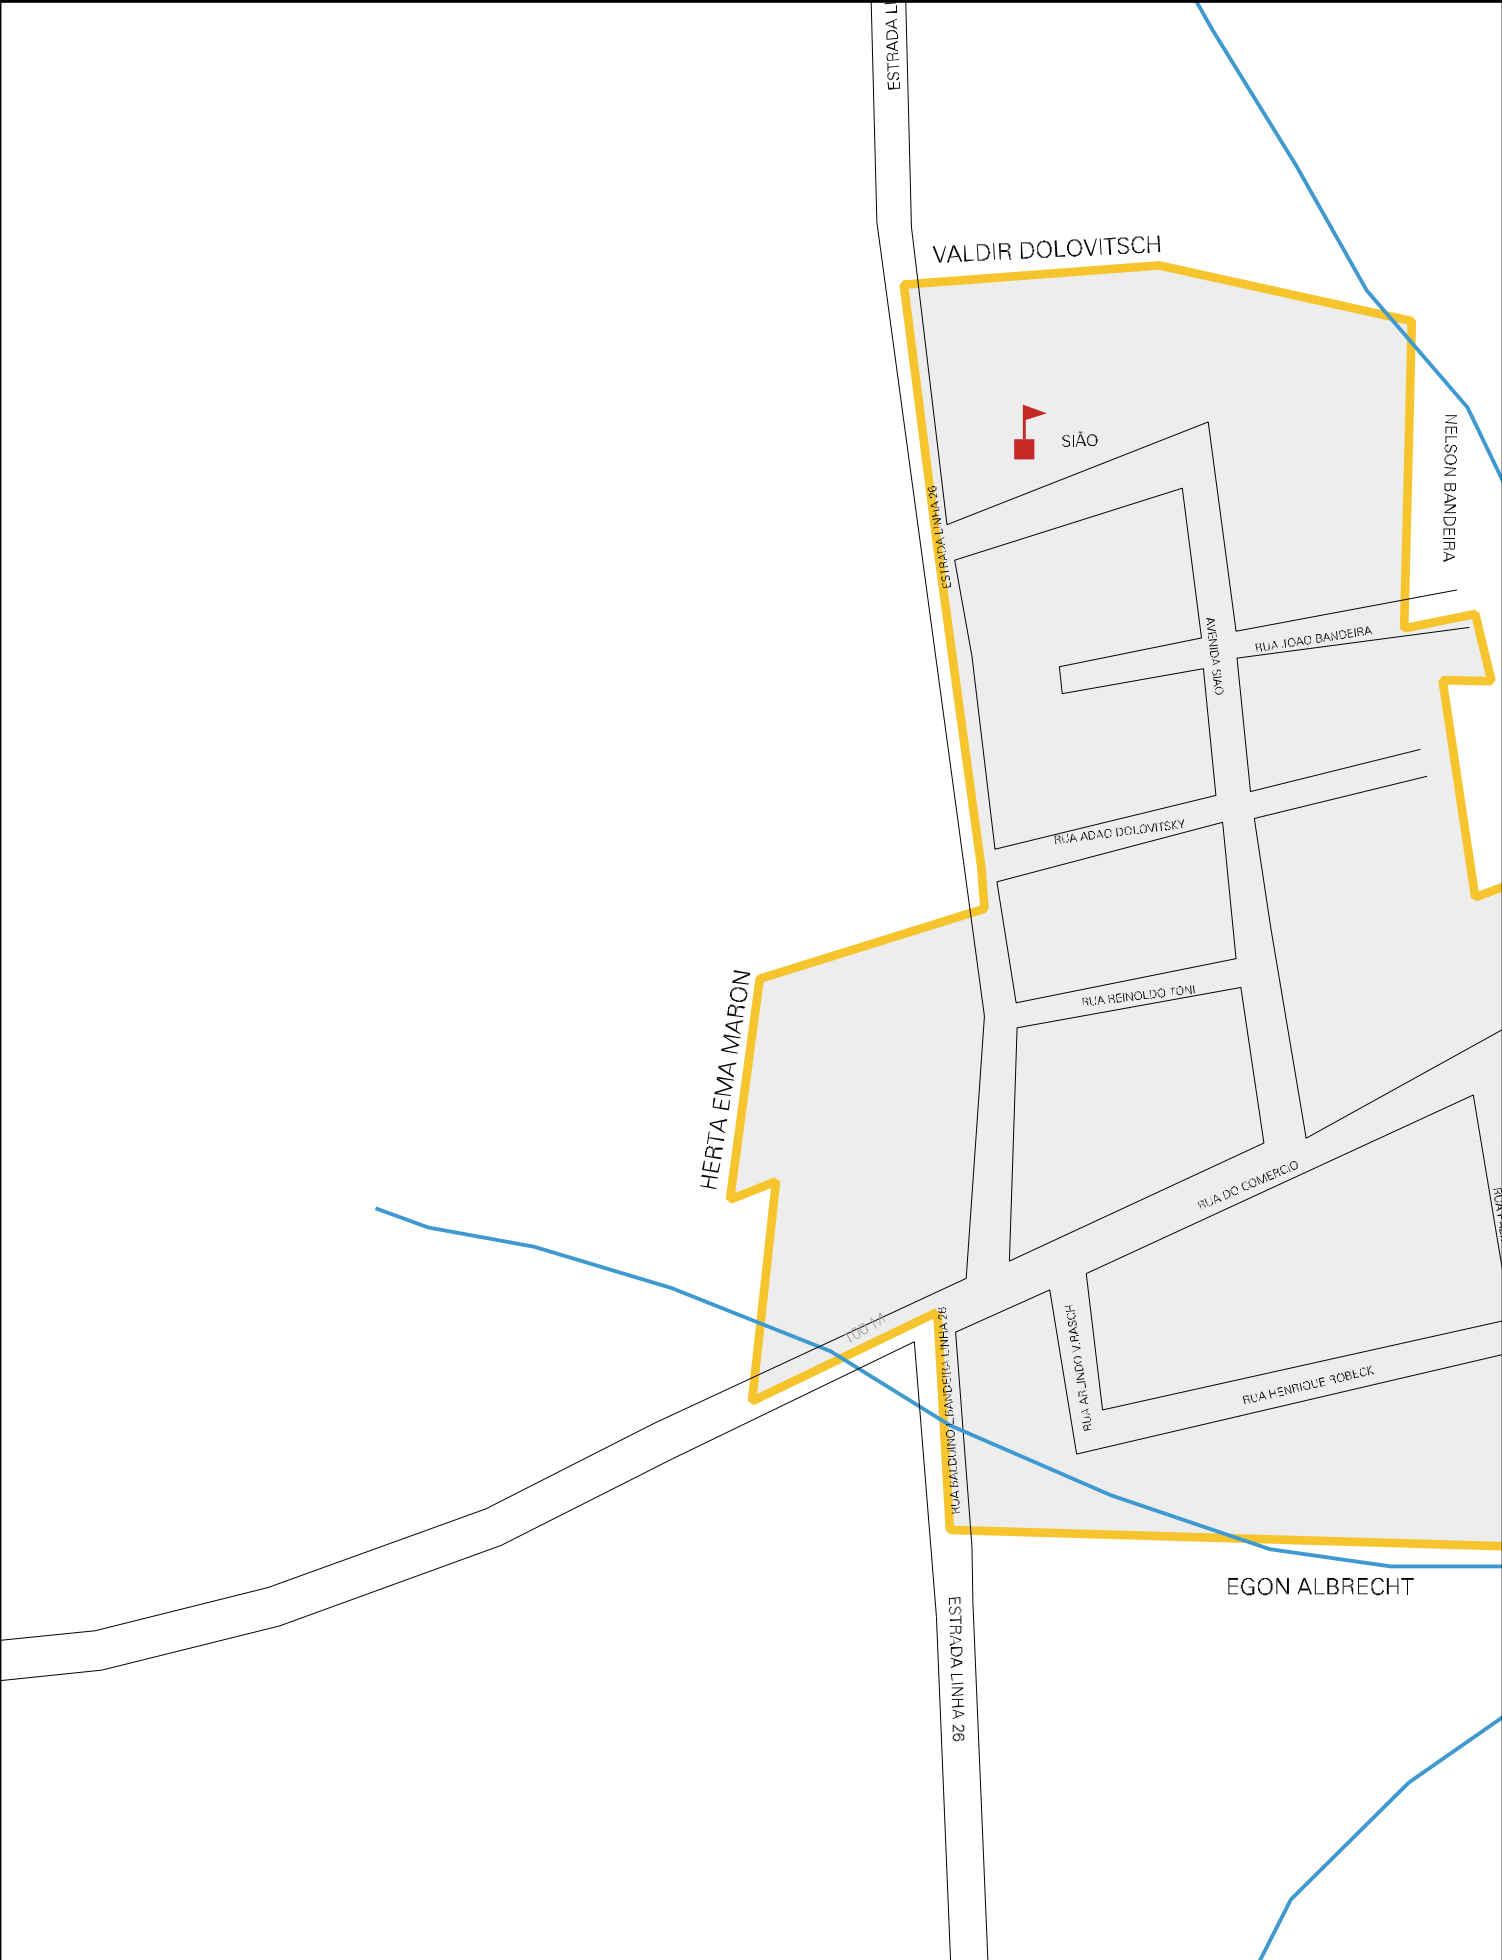 ESTRADA LI
VALDIR DOLOVITSCH
NELSON BANDEIRA
SIÃO
ESTRADA LINHA 26
AVENIDA SIAO
RUA JOAO BANDEIRA
RUA ADAO DOLOVITSKY
HERTA EMA MARON
RUA REINOLDO TONI
RUA DO COMERCIO
100 M
RUA BALDUINO BANDEIRA LINHA 26
RUA ARLINDO V.RASCH
RUA HENRIQUE ROBECK
EGON ALBRECHT
ESTRADA LINHA 26